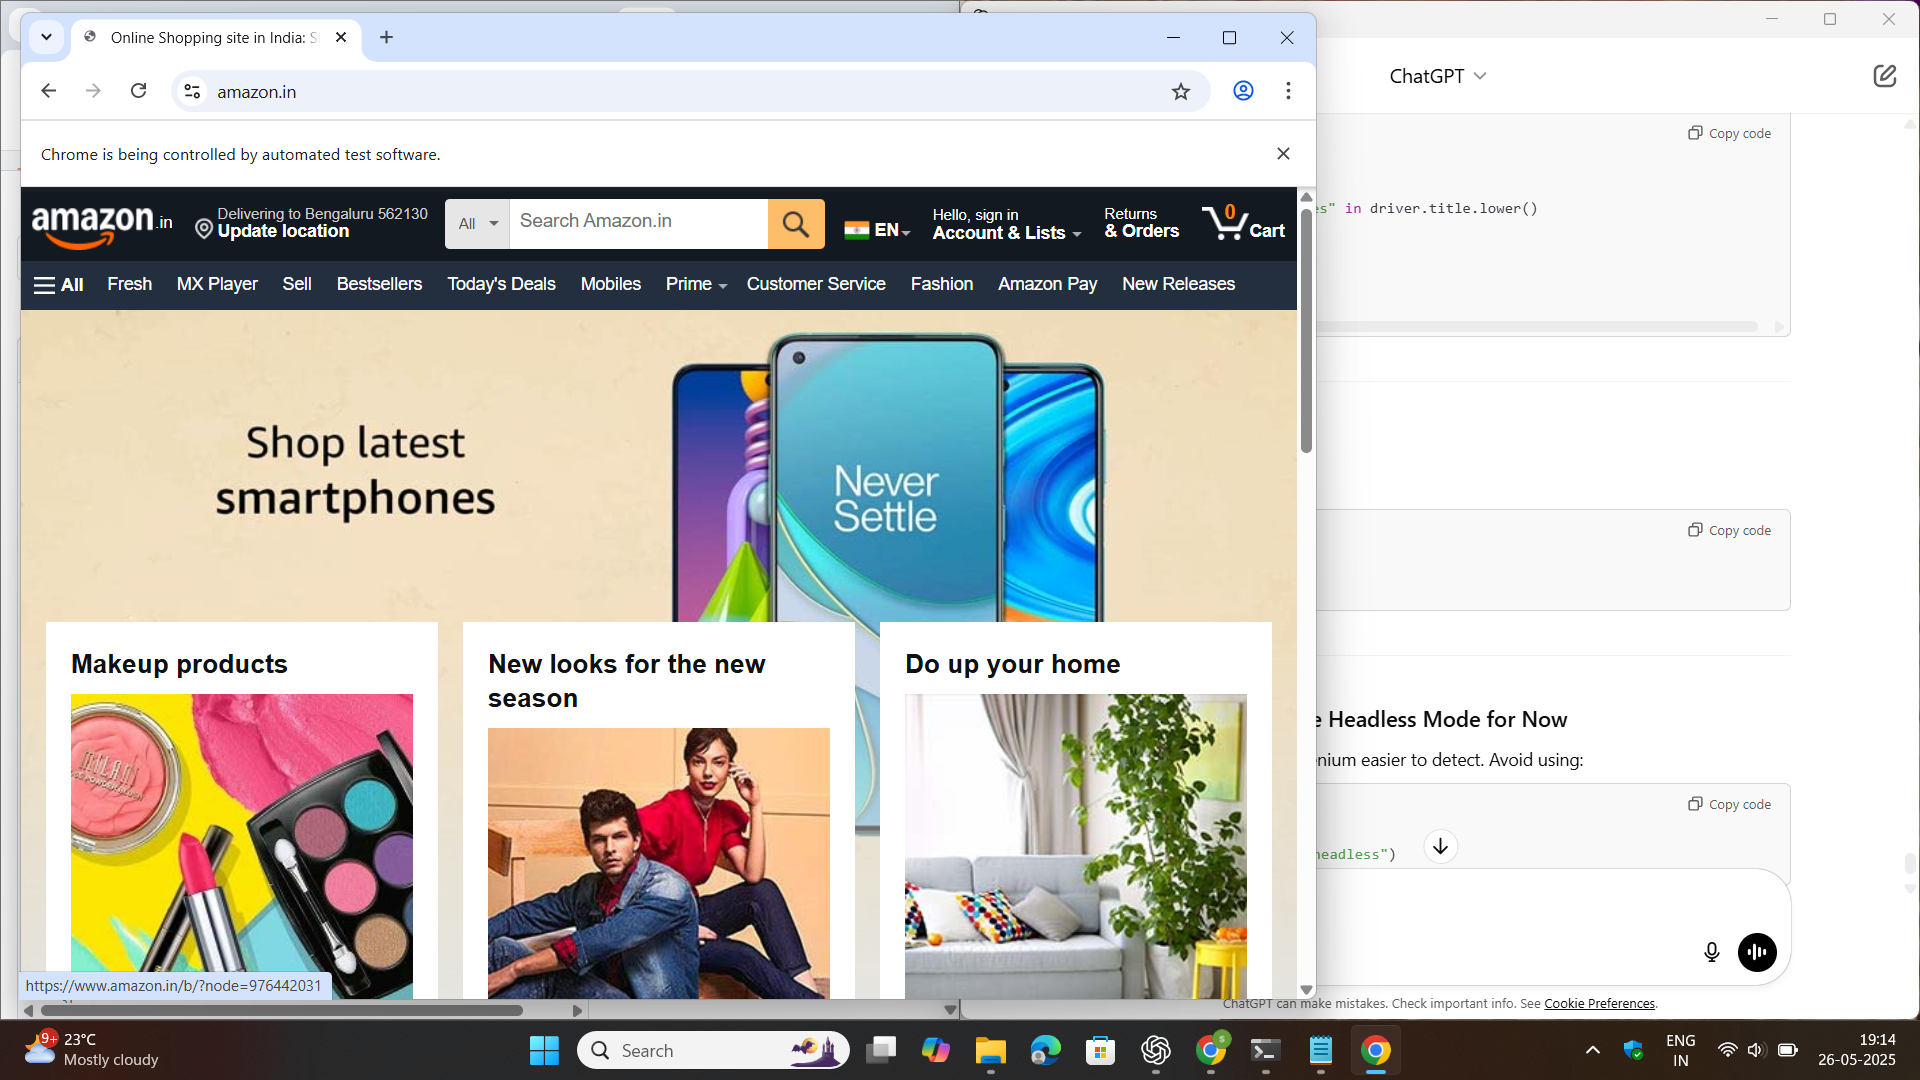 Online Shopping site in India: S
amazon.in
Chrome is being controlled by automated test software.
amazon.in
Delivering to Bengaluru 562130
Update location
All
Search Amazon.in
EN
Hello, sign in
Account & Lists
Returns
& Orders
0
Cart
All
Fresh
MX Player
Sell
Bestsellers
Today's Deals
Mobiles
Prime
Customer Service
Fashion
Amazon Pay
New Releases
Shop latest
smartphones
Never
Settle
Makeup products
New looks for the new
season
Do up your home
MILANI
https://www.amazon.in/b/?node=976442031
ChatGPT
Copy code
es" in driver.title.lower()
Copy code
e Headless Mode for Now
nium easier to detect. Avoid using:
Copy code
headless")
ChatGPT can make mistakes. Check important info. See Cookie Preferences.
9+
23°C
Mostly cloudy
Search
S
ENG
IN
19:14
26-05-2025